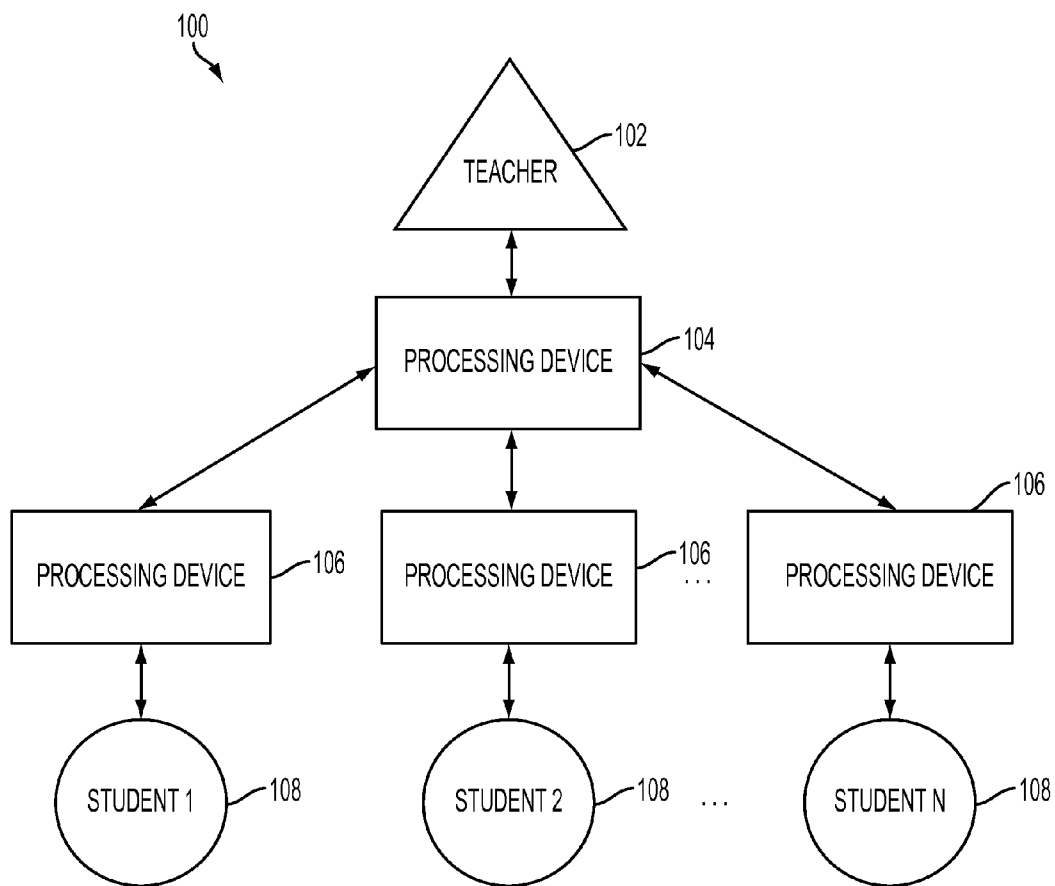 100
102
TEACHER
104
PROCESSING DEVICE
106
PROCESSING DEVICE 106 PROCESSING DEVICE 106 ... PROCESSING DEVICE
STUDENT 1 108 STUDENT 2 108 ... STUDENT N 108